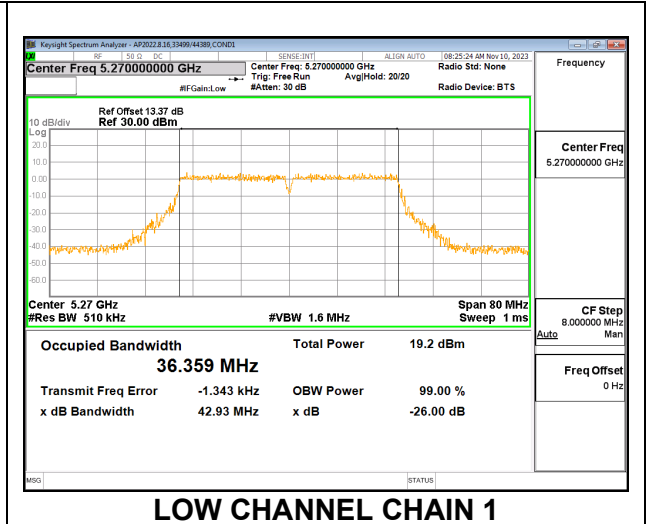 Keysight Spectrum Analyzer - AP2022.8.16,33499/44389,COND1
RF 50 Ω DC SENSE:INT ALIGN AUTO 08:25:24 AM Nov 10, 2023
Center Freq 5.270000000 GHz
Center Freq: 5.270000000 GHz Radio Std: None
Trig: Free Run Avg|Hold: 20/20
#IFGain:Low #Atten: 30 dB Radio Device: BTS
Frequency
Ref Offset 13.37 dB
10 dB/div Ref 30.00 dBm
Log
20.0
10.0
0.00
-10.0
-20.0
-30.0
-40.0
-50.0
-60.0
Center 5.27 GHz Span 80 MHz
#Res BW 510 kHz #VBW 1.6 MHz Sweep 1 ms
Occupied Bandwidth Total Power 19.2 dBm
36.359 MHz
Transmit Freq Error -1.343 kHz OBW Power 99.00 %
x dB Bandwidth 42.93 MHz x dB -26.00 dB
Center Freq
5.270000000 GHz
CF Step
8.000000 MHz
Auto Man
Freq Offset
0 Hz
MSG STATUS
LOW CHANNEL CHAIN 1